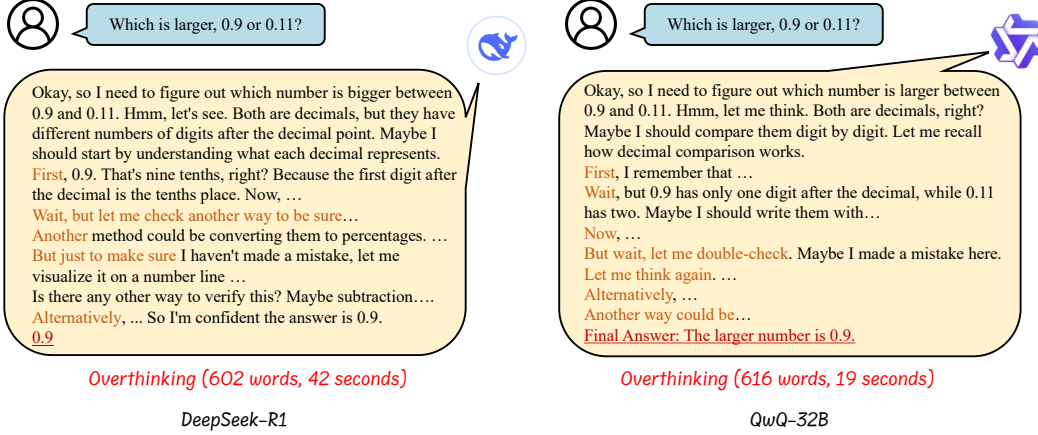 Which is larger, 0.9 or 0.11?
Okay, so I need to figure out which number is bigger between
0.9 and 0.11. Hmm, let's see. Both are decimals, but they have
different numbers of digits after the decimal point. Maybe I
should start by understanding what each decimal represents.
First, 0.9. That's nine tenths, right? Because the first digit after
the decimal is the tenths place. Now, …
Wait, but let me check another way to be sure…
Another method could be converting them to percentages. …
But just to make sure I haven't made a mistake, let me
visualize it on a number line …
Is there any other way to verify this? Maybe subtraction….
Alternatively, ... So I'm confident the answer is 0.9.
0.9
Overthinking (602 words, 42 seconds)
DeepSeek-R1
Which is larger, 0.9 or 0.11?
Okay, so I need to figure out which number is larger between
0.9 and 0.11. Hmm, let me think. Both are decimals, right?
Maybe I should compare them digit by digit. Let me recall
how decimal comparison works.
First, I remember that …
Wait, but 0.9 has only one digit after the decimal, while 0.11
has two. Maybe I should write them with…
Now, …
But wait, let me double-check. Maybe I made a mistake here.
Let me think again. …
Alternatively, …
Another way could be…
Final Answer: The larger number is 0.9.
Overthinking (616 words, 19 seconds)
QwQ-32B